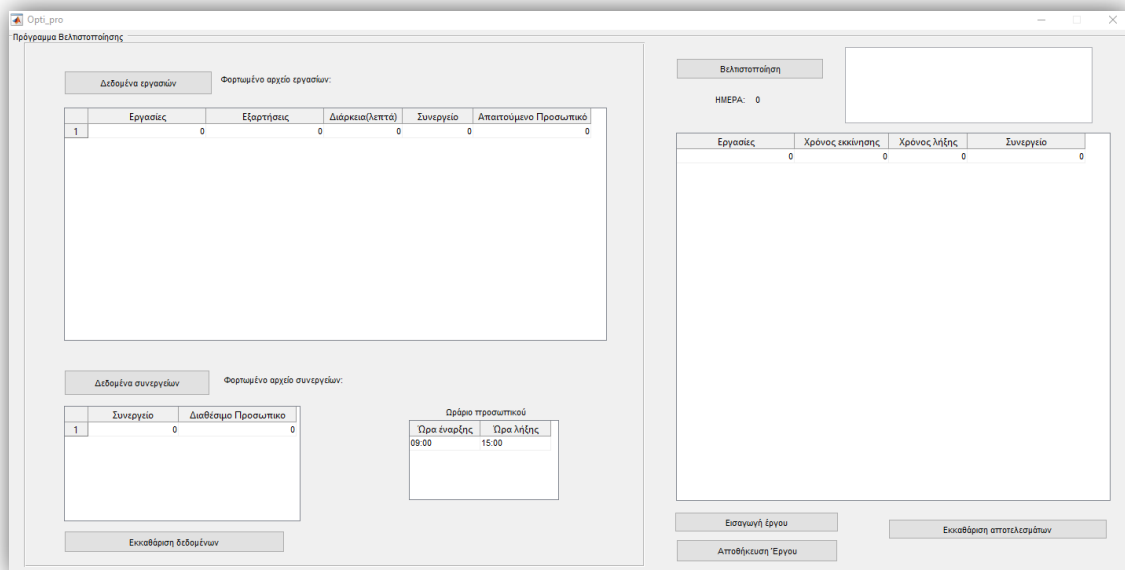 Opti_pro
Πρόγραμμα Βελτιστοποίησης
Δεδομένα εργασιών
Φορτωμένο αρχείο εργασίων:
Εργασίες Εξαρτήσεις Διάρκεια(λεπτά) Συνεργείο Απαιτούμενο Προσωπικό
1 0 0 0 0 0
Δεδομένα συνεργείων
Φορτωμένο αρχείο συνεργείων:
Συνεργείο Διαθέσιμο Προσωπικο
1 0 0
Ωράριο προσωπικού
Ώρα έναρξης Ώρα λήξης
09:00 15:00
Εκκαθάριση δεδομένων
Βελτιστοποίηση
ΗΜΕΡΑ: 0
Εργασίες Χρόνος εκκίνησης Χρόνος λήξης Συνεργείο
0 0 0 0
Εισαγωγή έργου
Αποθήκευση Έργου
Εκκαθάριση αποτελεσμάτων